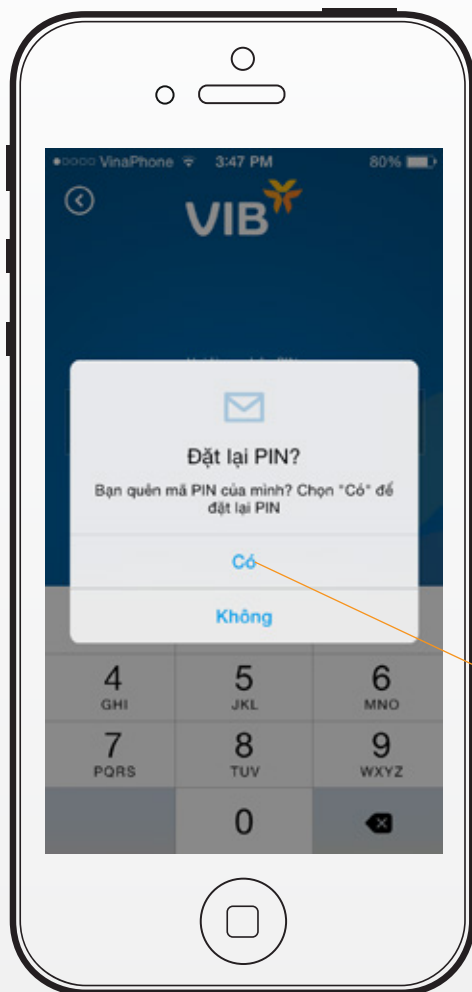 VinaPhone 3:47 PM 80%
VIB
Đặt lại PIN?
Bạn quên mã PIN của mình? Chọn "Có" để
đặt lại PIN
Có
Không
4 5 6
GHI JKL MNO
7 8 9
PQRS TUV WXYZ
0